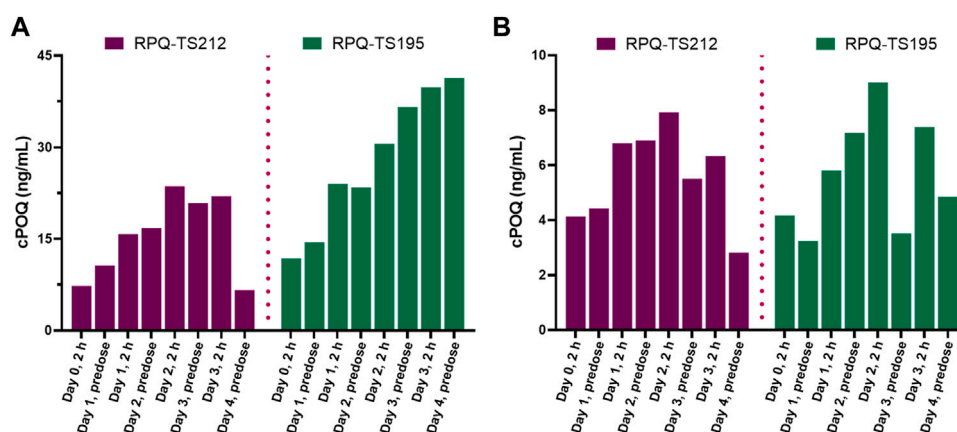 A
RPQ-TS212
RPQ-TS195
cPOQ (ng/mL)
45
30
15
0
Day 0, 2 h
Day 1, predose
Day 1, 2 h
Day 2, predose
Day 2, 2 h
Day 3, predose
Day 3, 2 h
Day 4, predose
Day 0, 2 h
Day 1, predose
Day 1, 2 h
Day 2, predose
Day 2, 2 h
Day 3, predose
Day 3, 2 h
Day 4, predose
B
RPQ-TS212
RPQ-TS195
cPOQ (ng/mL)
10
8
6
4
2
0
Day 0, 2 h
Day 1, predose
Day 1, 2 h
Day 2, predose
Day 2, 2 h
Day 3, predose
Day 3, 2 h
Day 4, predose
Day 0, 2 h
Day 1, predose
Day 1, 2 h
Day 2, predose
Day 2, 2 h
Day 3, predose
Day 3, 2 h
Day 4, predose